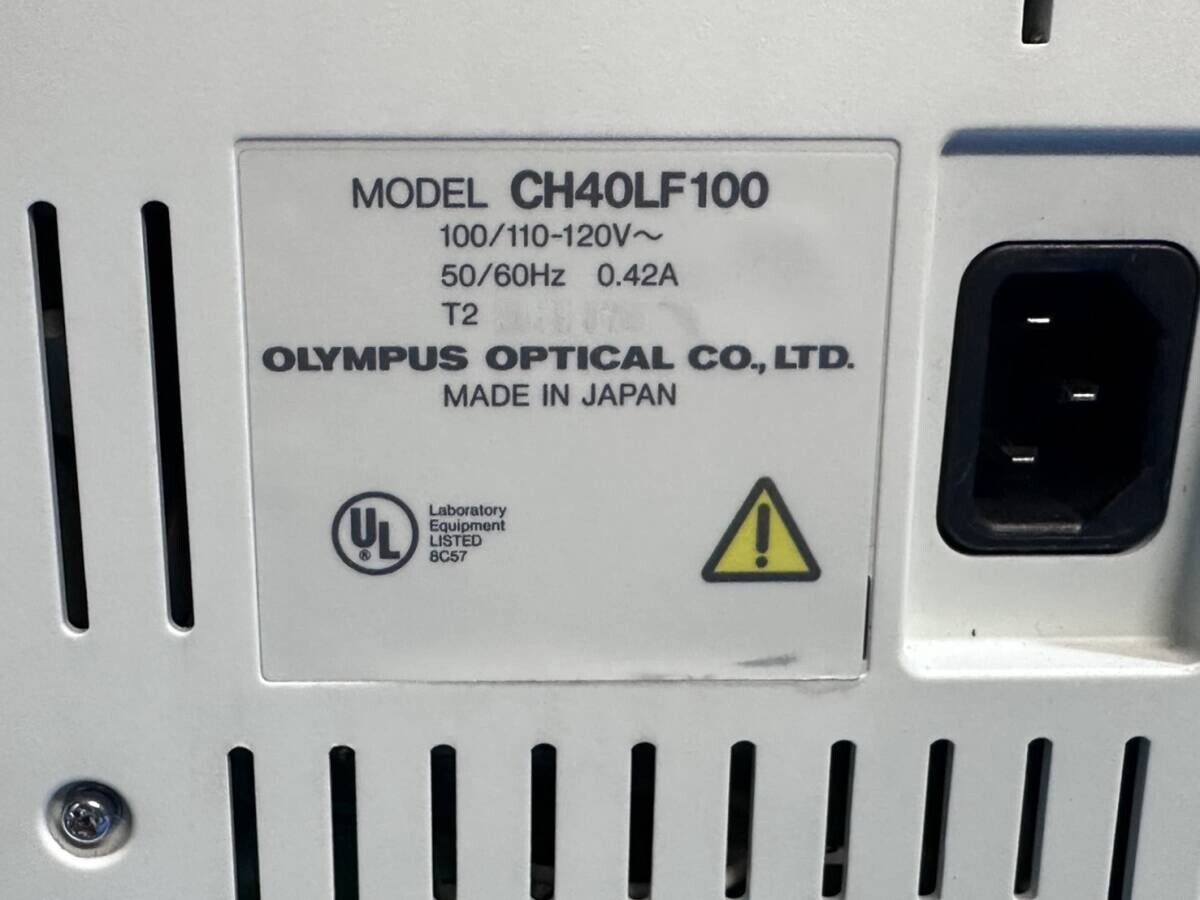 MODEL CH40LF100
100/110-120V～
50/60Hz 0.42A
T2
OLYMPUS OPTICAL CO., LTD.
MADE IN JAPAN
UL®
Laboratory
Equipment
LISTED
8C57
!